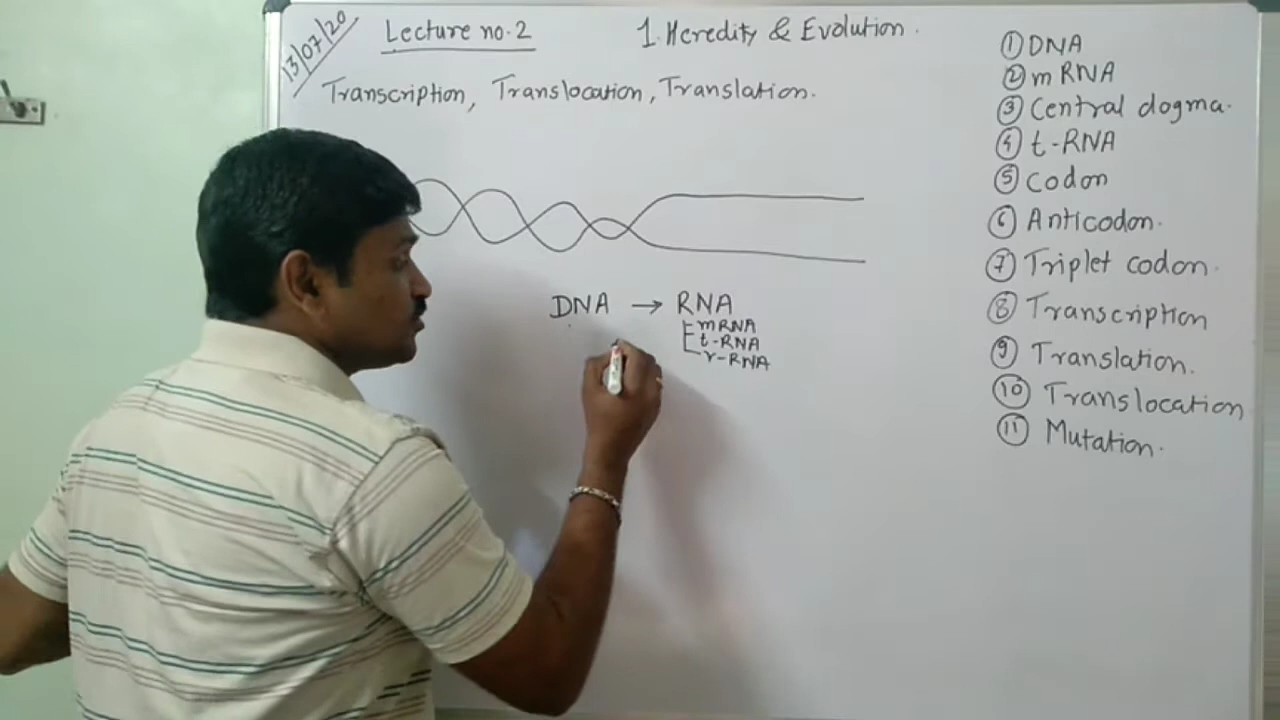 13/07/20
Lecture no. 2
1. Heredity & Evolution.
Transcription, Translocation, Translation.
DNA → RNA
mRNA
t-RNA
r-RNA
① DNA
② mRNA
③ Central dogma.
④ t-RNA
⑤ Codon
⑥ Anticodon.
⑦ Triplet codon.
⑧ Transcription
⑨ Translation.
⑩ Translocation
⑪ Mutation.